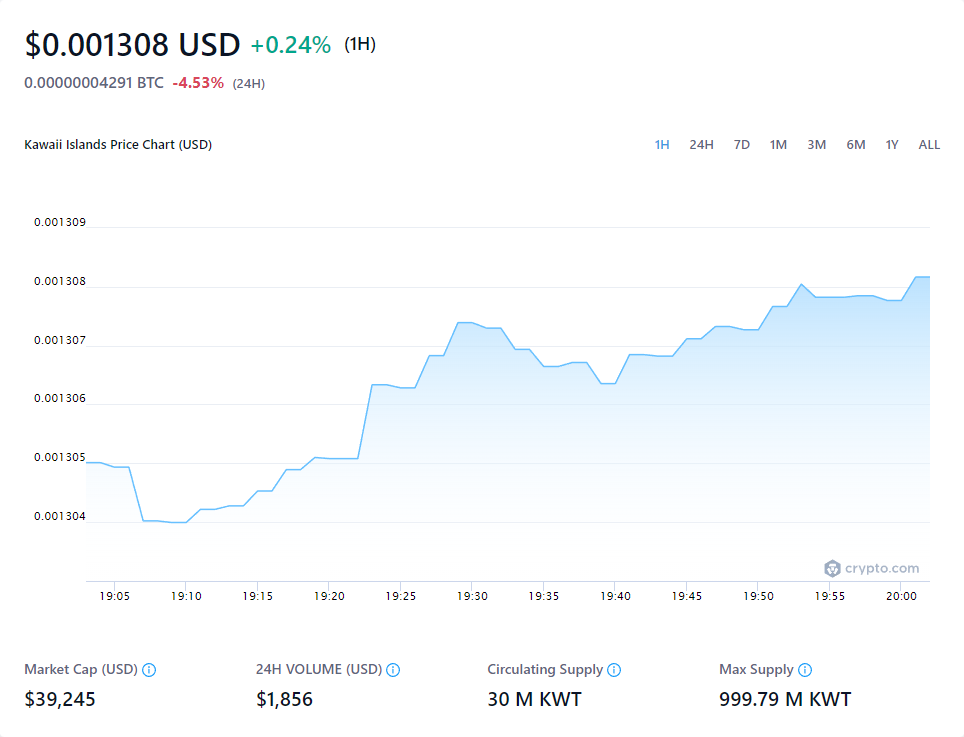 $0.001308 USD +0.24% (1H)
0.00000004291 BTC -4.53% (24H)
Kawaii Islands Price Chart (USD) 1H 24H 7D 1M 3M 6M 1Y ALL
0.001309
0.001308
0.001307
0.001306
0.001305
0.001304
crypto.com
19:05 19:10 19:15 19:20 19:25 19:30 19:35 19:40 19:45 19:50 19:55 20:00
Market Cap (USD) 24H VOLUME (USD) Circulating Supply Max Supply
$39,245 $1,856 30 M KWT 999.79 M KWT